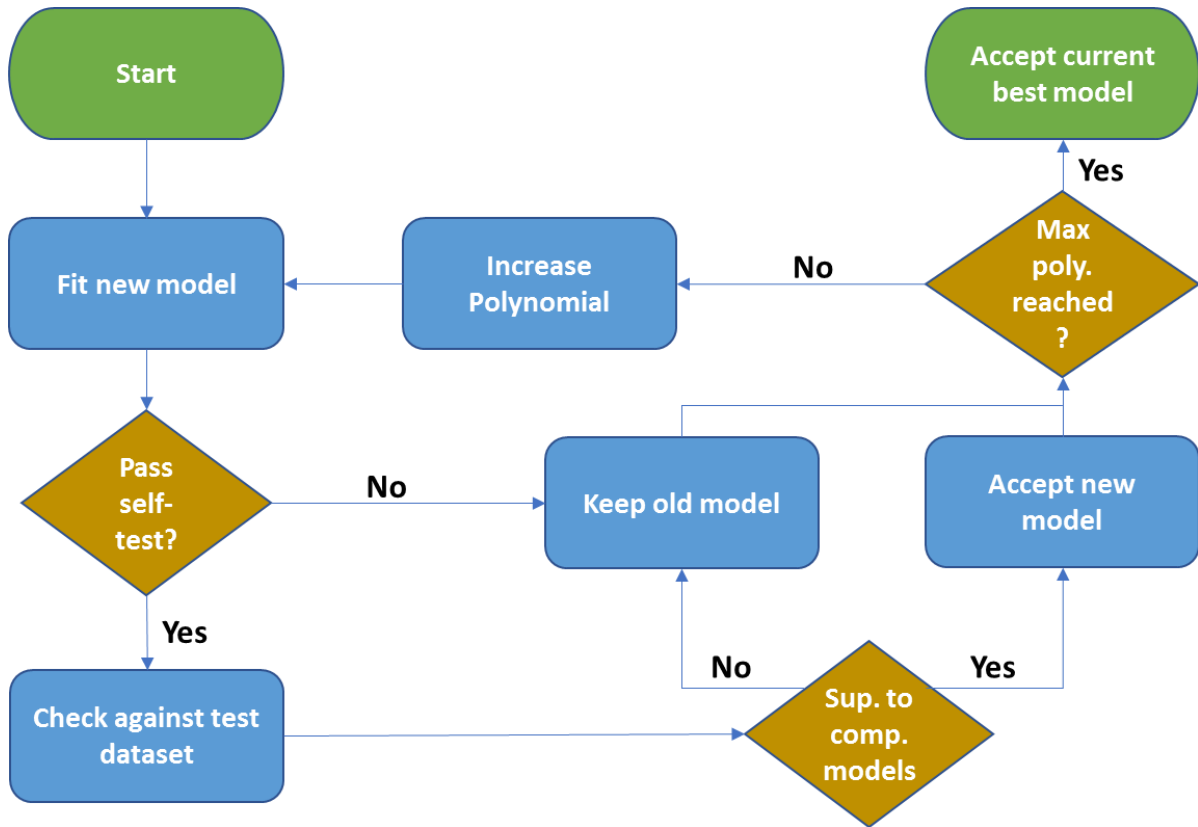 Start
Accept current
best model
Yes
Fit new model
Increase
Polynomial
No
Max
poly.
reached
?
Pass
self-
test?
No
Keep old model
Accept new
model
Yes
No
Yes
Check against test
dataset
Sup. to
comp.
models